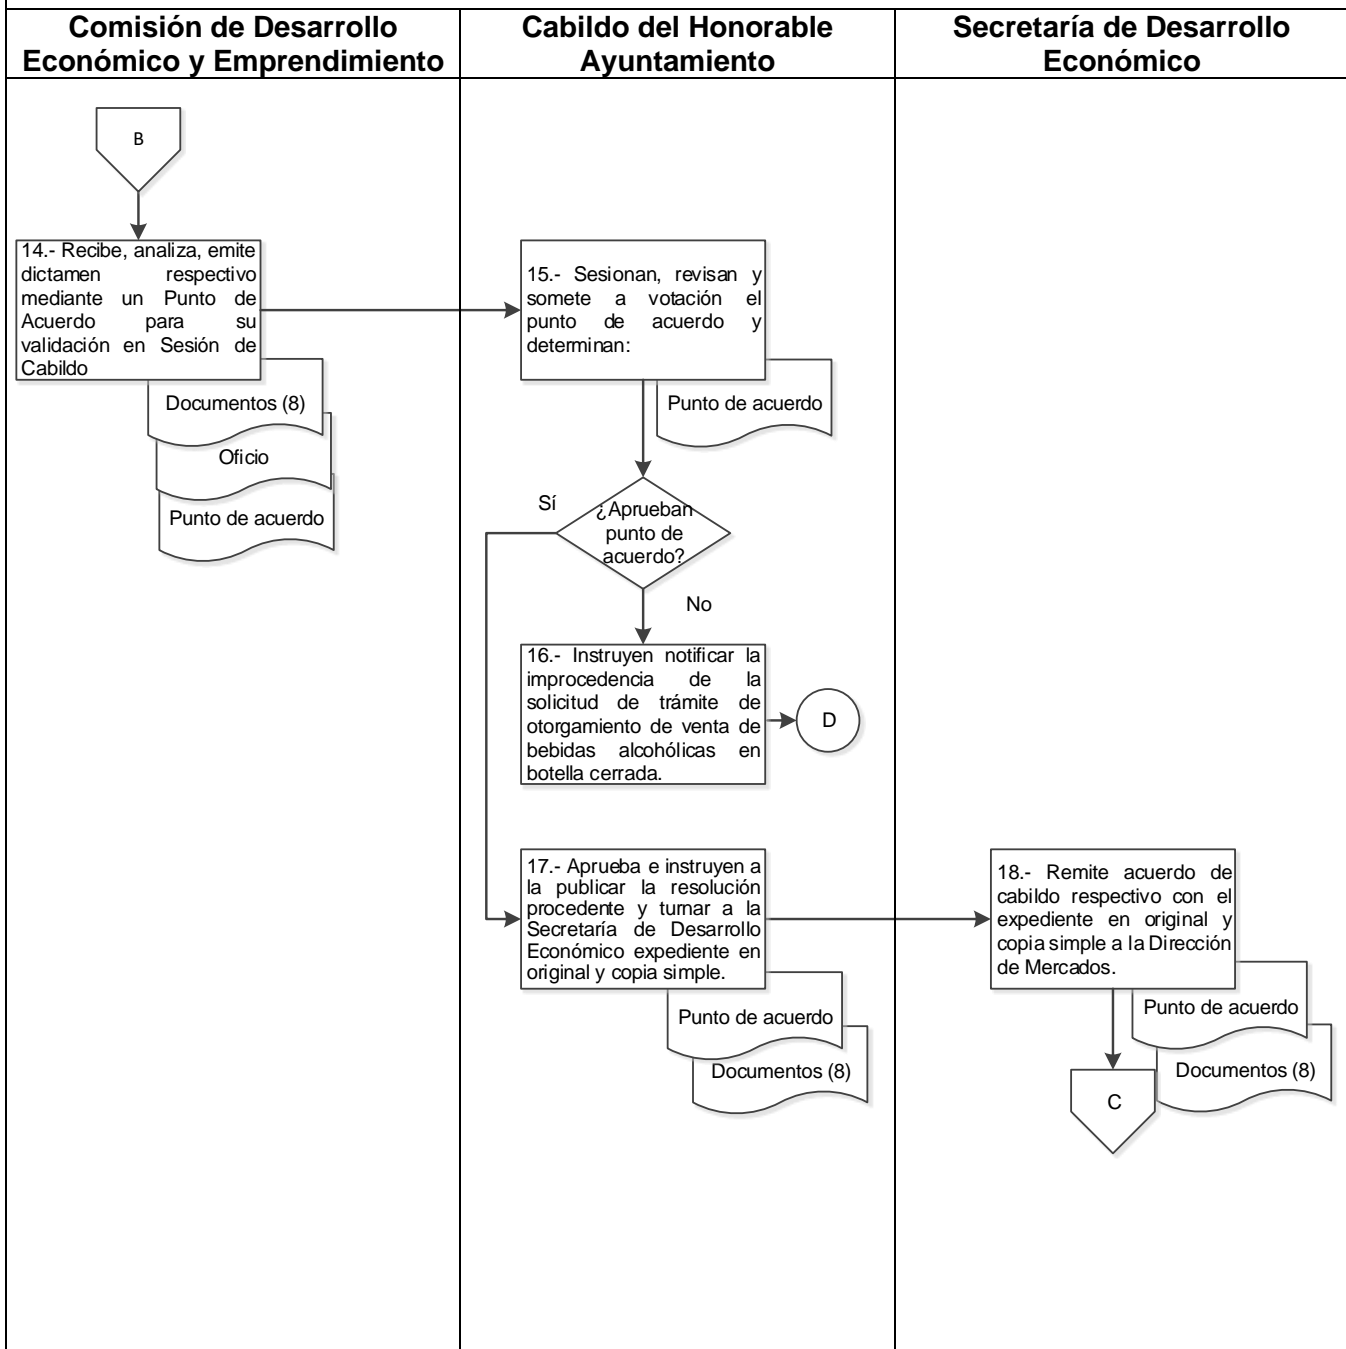 Comisión de Desarrollo
Económico y Emprendimiento
Cabildo del Honorable
Ayuntamiento
Secretaría de Desarrollo
Económico
B
14.- Recibe, analiza, emite
dictamen respectivo
mediante un Punto de
Acuerdo para su
validación en Sesión de
Cabildo
Documentos (8)
Oficio
Punto de acuerdo
15.- Sesionan, revisan y
somete a votación el
punto de acuerdo y
determinan:
Punto de acuerdo
¿Aprueban
punto de
acuerdo?
Sí
No
16.- Instruyen notificar la
improcedencia de la
solicitud de trámite de
otorgamiento de venta de
bebidas alcohólicas en
botella cerrada.
D
17.- Aprueba e instruyen a
la publicar la resolución
procedente y turnar a la
Secretaría de Desarrollo
Económico expediente en
original y copia simple.
Punto de acuerdo
Documentos (8)
18.- Remite acuerdo de
cabildo respectivo con el
expediente en original y
copia simple a la Dirección
de Mercados.
Punto de acuerdo
Documentos (8)
C